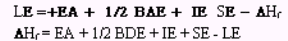 LE =+EA + 1/2 BAE + IE SE – ΔHf
ΔHf = EA + 1/2 BDE + IE + SE - LE